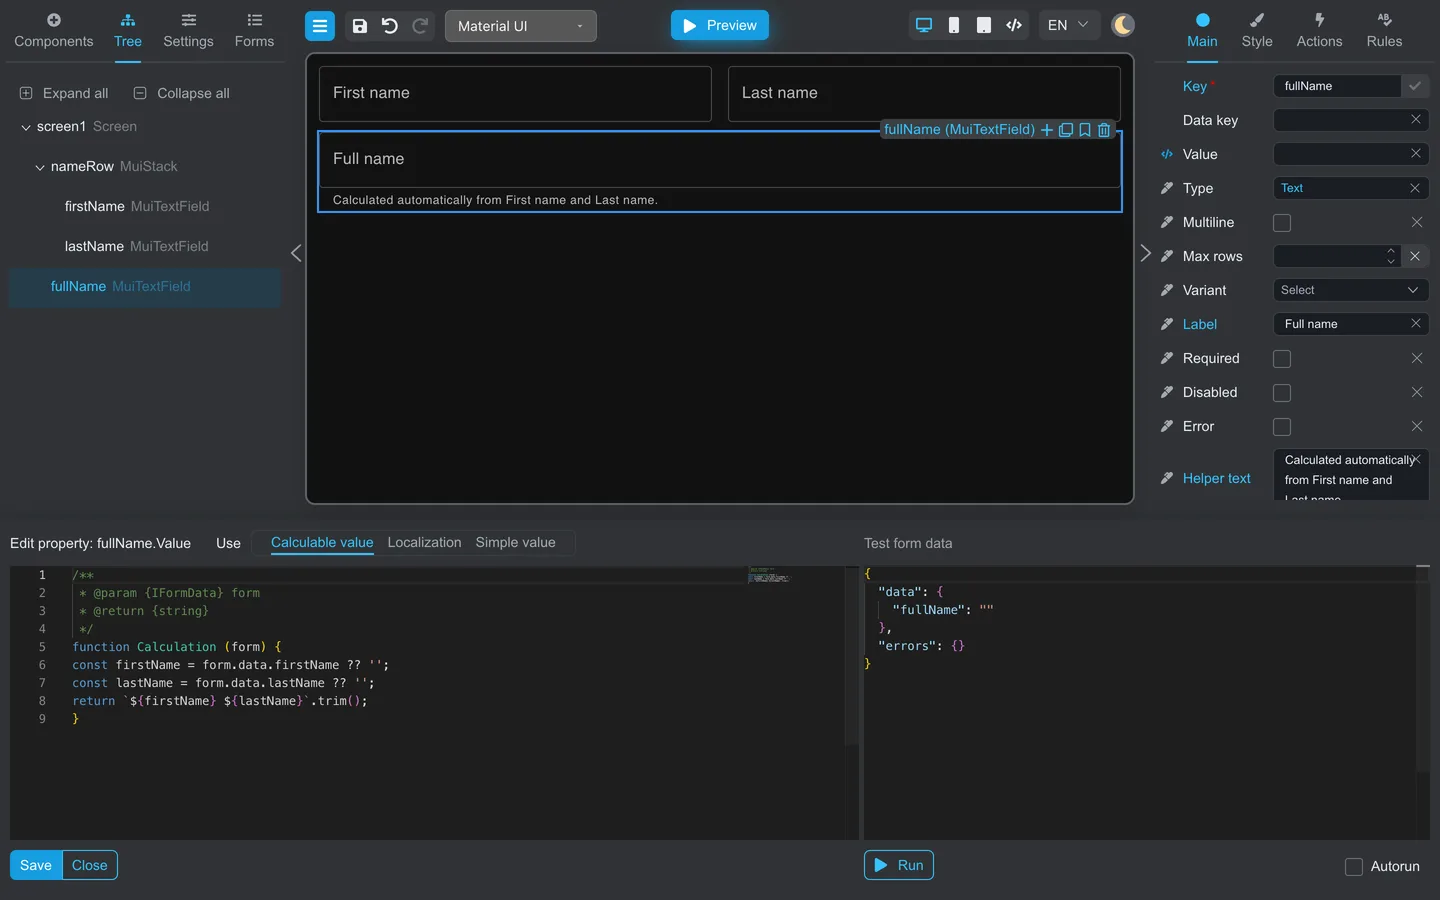 Components
Tree
Settings
Forms
Material UI
Preview
EN
Main
Style
Actions
Rules
Expand all
Collapse all
screen1 Screen
nameRow MuiStack
firstName MuiTextField
lastName MuiTextField
fullName MuiTextField
First name
Last name
fullName (MuiTextField)
Full name
Calculated automatically from First name and Last name.
Key * fullName
Data key
Value
Type Text
Multiline
Max rows
Variant Select
Label Full name
Required
Disabled
Error
Helper text
Calculated automatically
from First name and
Last name.
Edit property: fullName.Value
Use
Calculable value
Localization
Simple value
Test form data
1 /**
2 * @param {IFormData} form
3 * @return {string}
4 */
5 function Calculation (form) {
6 const firstName = form.data.firstName ?? '';
7 const lastName = form.data.lastName ?? '';
8 return `${firstName} ${lastName}`.trim();
9 }
{
"data": {
"fullName": ""
},
"errors": {}
}
Save
Close
Run
Autorun